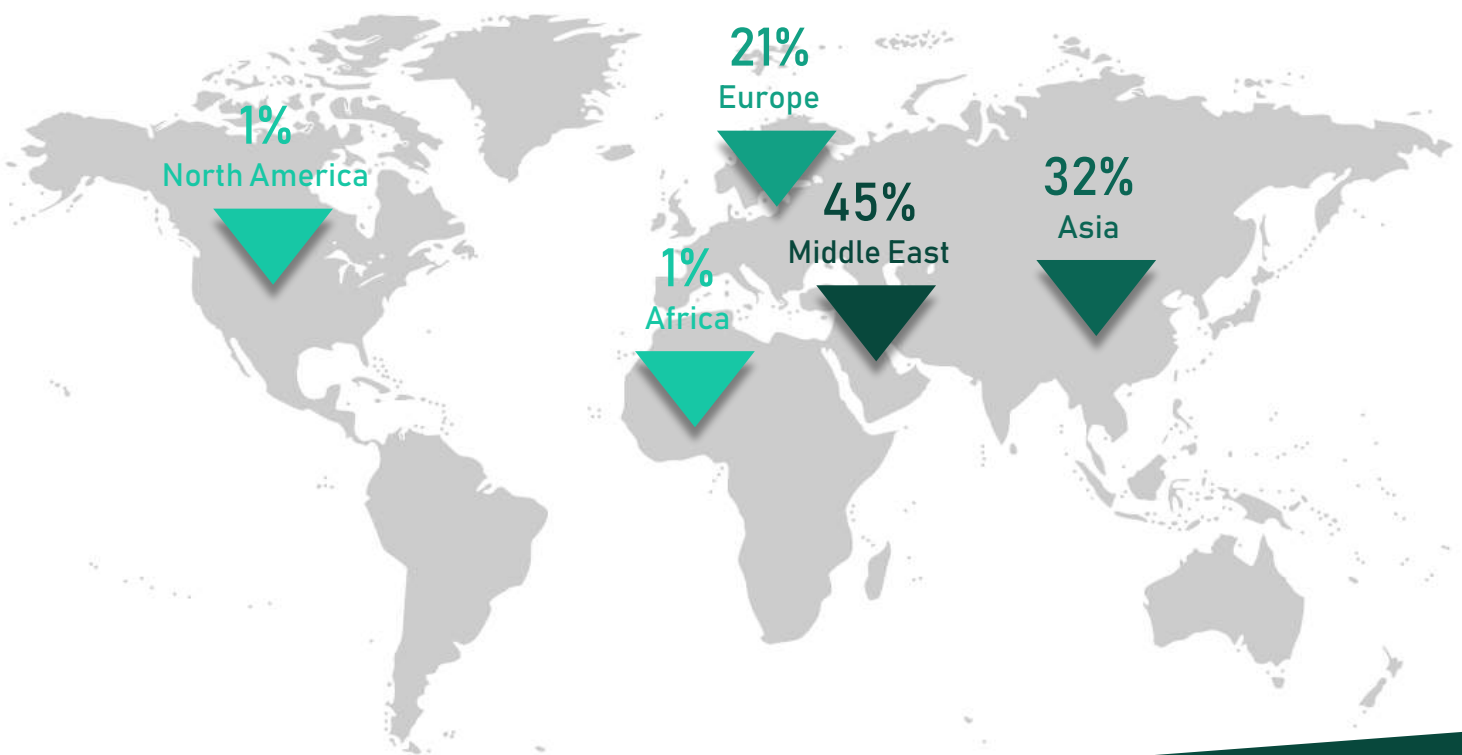 21%
Europe
1%
North America
32%
Asia
45%
Middle East
1%
Africa